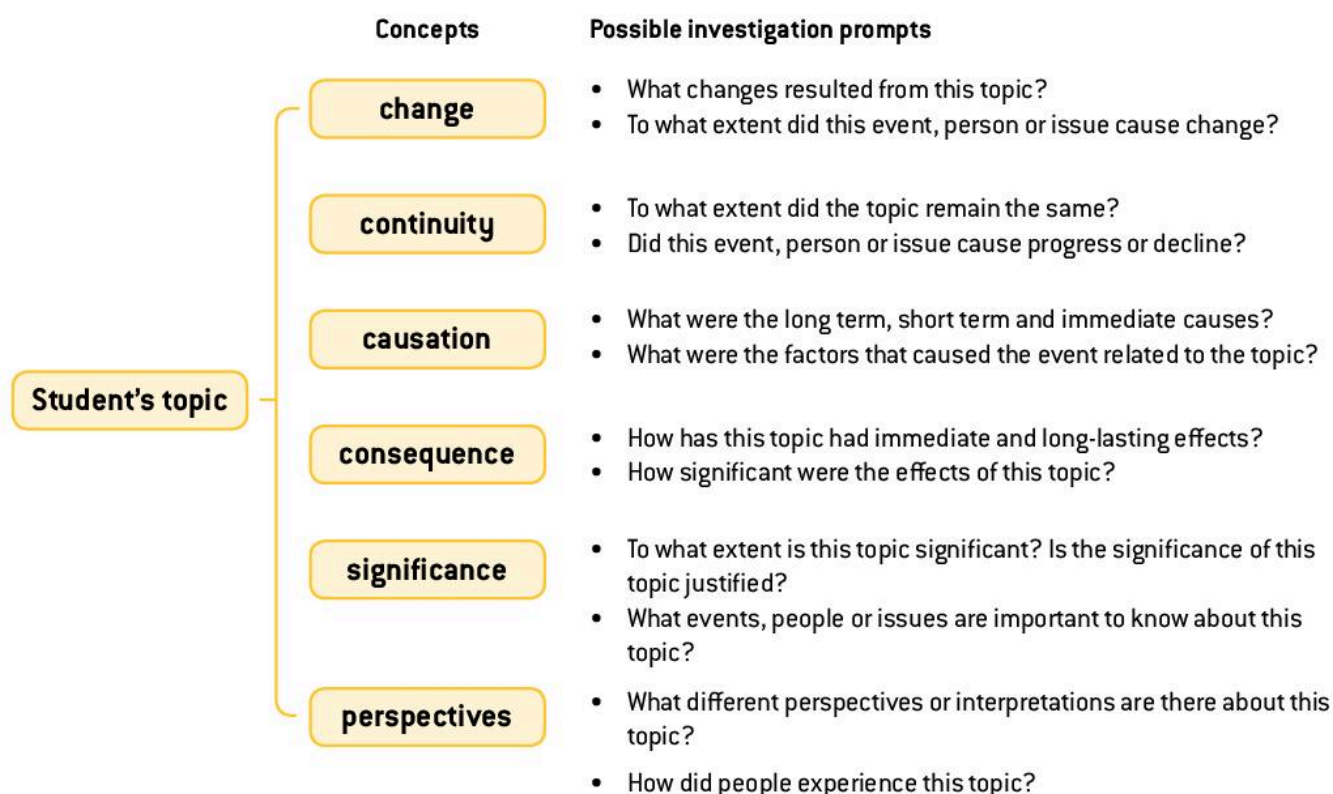 Concepts
Possible investigation prompts
change
• What changes resulted from this topic?
• To what extent did this event, person or issue cause change?
continuity
• To what extent did the topic remain the same?
• Did this event, person or issue cause progress or decline?
causation
• What were the long term, short term and immediate causes?
• What were the factors that caused the event related to the topic?
Student's topic
consequence
• How has this topic had immediate and long-lasting effects?
• How significant were the effects of this topic?
significance
• To what extent is this topic significant? Is the significance of this
topic justified?
• What events, people or issues are important to know about this
topic?
perspectives
• What different perspectives or interpretations are there about this
topic?
• How did people experience this topic?